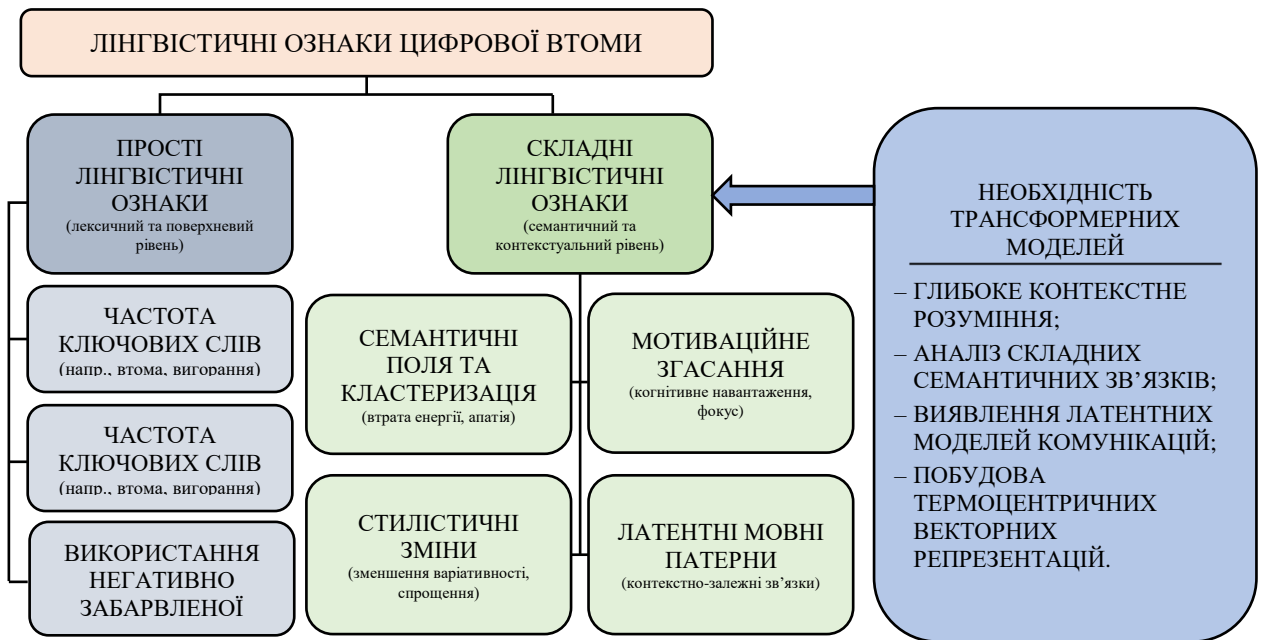 ЛІНГВІСТИЧНІ ОЗНАКИ ЦИФРОВОЇ ВТОМИ
ПРОСТІ
ЛІНГВІСТИЧНІ
ОЗНАКИ
(лексичний та поверхневий
рівень)
ЧАСТОТА
КЛЮЧОВИХ СЛІВ
(напр., втома, вигорання)
ЧАСТОТА
КЛЮЧОВИХ СЛІВ
(напр., втома, вигорання)
ВИКОРИСТАННЯ
НЕГАТИВНО
ЗАБАРВЛЕНОЇ
СКЛАДНІ
ЛІНГВІСТИЧНІ
ОЗНАКИ
(семантичний та
контекстуальний рівень)
СЕМАНТИЧНІ
ПОЛЯ ТА
КЛАСТЕРИЗАЦІЯ
(втрата енергії, апатія)
МОТИВАЦІЙНЕ
ЗГАСАННЯ
(когнітивне навантаження,
фокус)
СТИЛІСТИЧНІ
ЗМІНИ
(зменшення варіативності,
спрощення)
ЛАТЕНТНІ МОВНІ
ПАТЕРНИ
(контекстно-залежні зв’язки)
НЕОБХІДНІСТЬ
ТРАНСФОРМЕРНИХ
МОДЕЛЕЙ
– ГЛИБОКЕ КОНТЕКСТНЕ
РОЗУМІННЯ;
– АНАЛІЗ СКЛАДНИХ
СЕМАНТИЧНИХ ЗВ’ЯЗКІВ;
– ВИЯВЛЕННЯ ЛАТЕНТНИХ
МОДЕЛЕЙ КОМУНІКАЦІЙ;
– ПОБУДОВА
ТЕРМОЦЕНТРИЧНИХ
ВЕКТОРНИХ
РЕПРЕЗЕНТАЦІЙ.